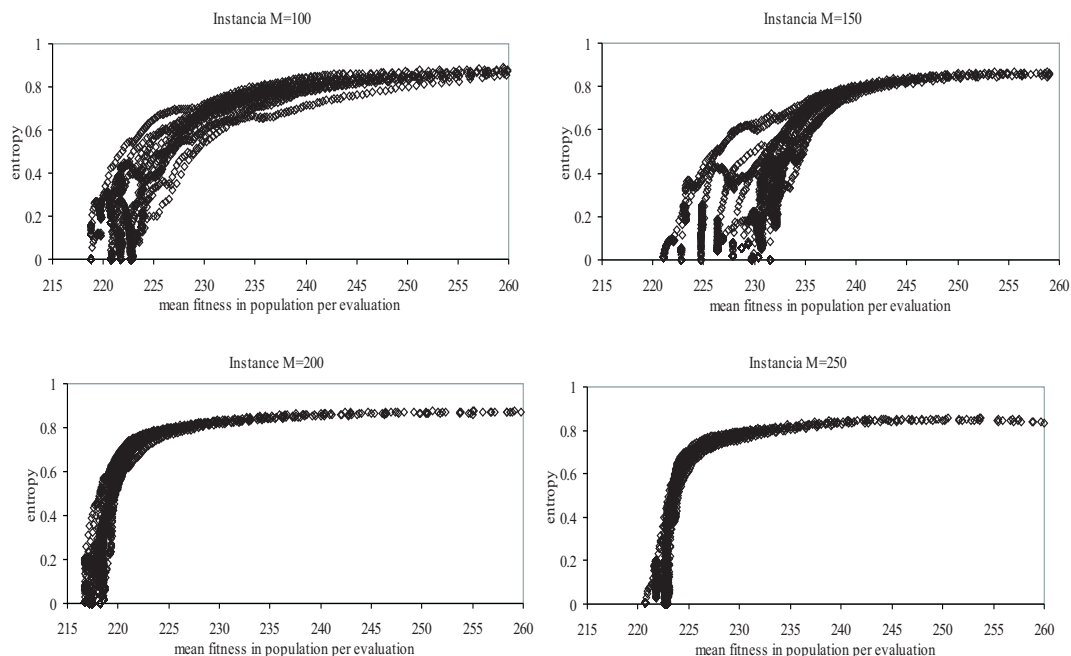 Instancia M=100
1
0.8
0.6
0.4
0.2
0
entropy
215 220 225 230 235 240 245 250 255 260
mean fitness in population per evaluation
Instancia M=150
1
0.8
0.6
0.4
0.2
0
entropy
215 220 225 230 235 240 245 250 255 260
mean fitness in population per evaluation
Instance M=200
1
0.8
0.6
0.4
0.2
0
entropy
215 220 225 230 235 240 245 250 255 260
mean fitness in population per evaluation
Instancia M=250
1
0.8
0.6
0.4
0.2
0
entropy
215 220 225 230 235 240 245 250 255 260
mean fitness in population per evaluation